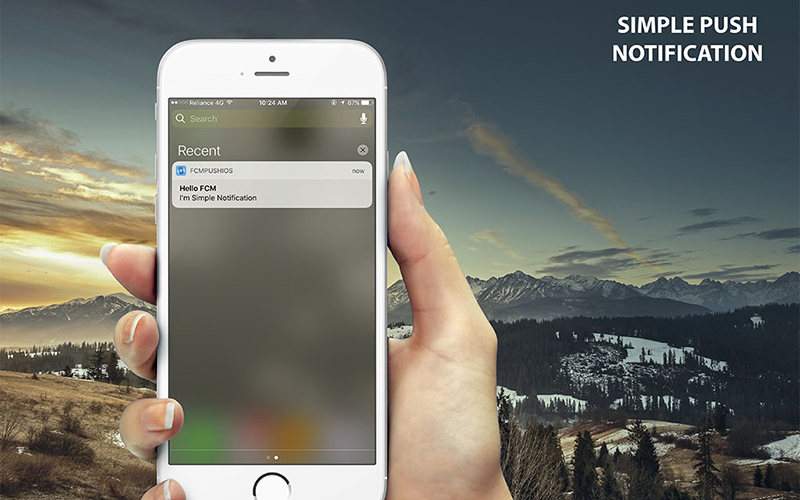 SIMPLE PUSH
NOTIFICATION
Reliance 4G 10:24 AM 67%
Search
Recent
FCMPUSHIOS now
Hello FCM
I'm Simple Notification